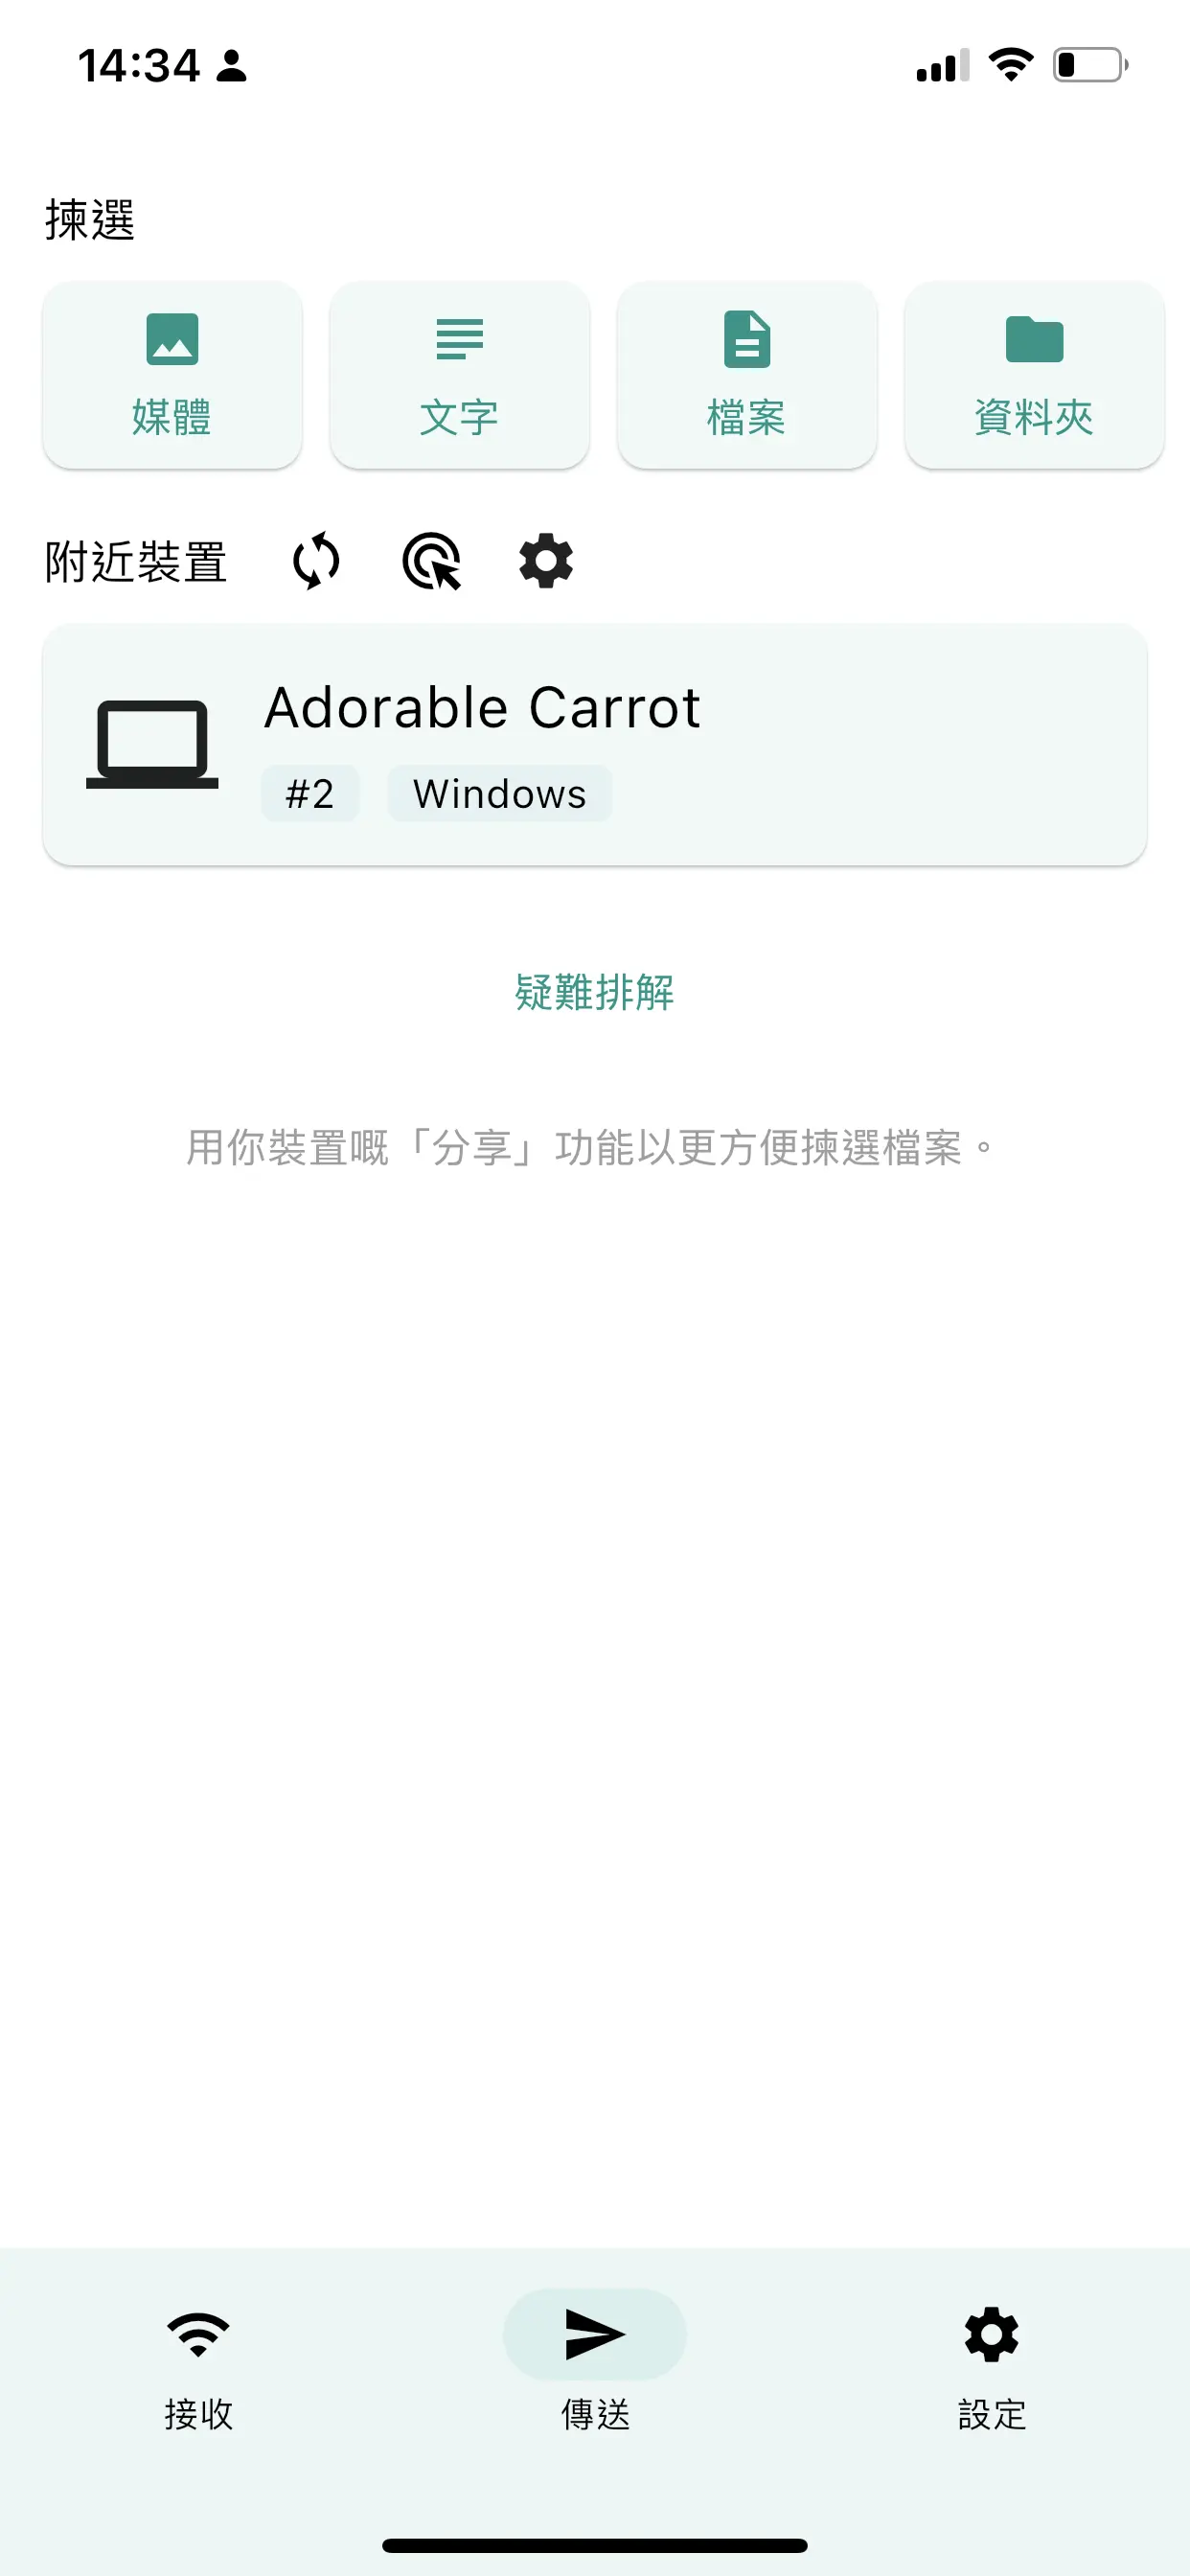 14:34
揀選
媒體
文字
檔案
資料夾
附近裝置
Adorable Carrot
#2
Windows
疑難排解
用你裝置嘅「分享」功能以更方便揀選檔案。
接收
傳送
設定